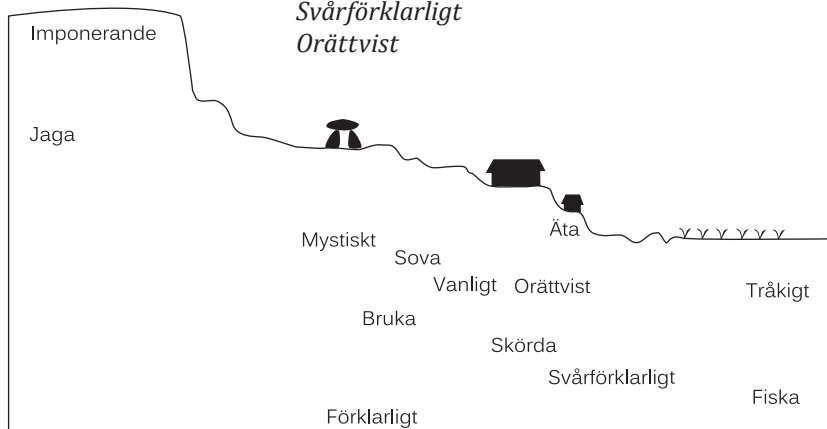 Svårförklarligt
Orättvist
Imponerande
Jaga
Äta
Mystiskt
Sova
Vanligt
Orättvist
Tråkigt
Bruka
Skörda
Svårförklarligt
Fiska
Förklarligt